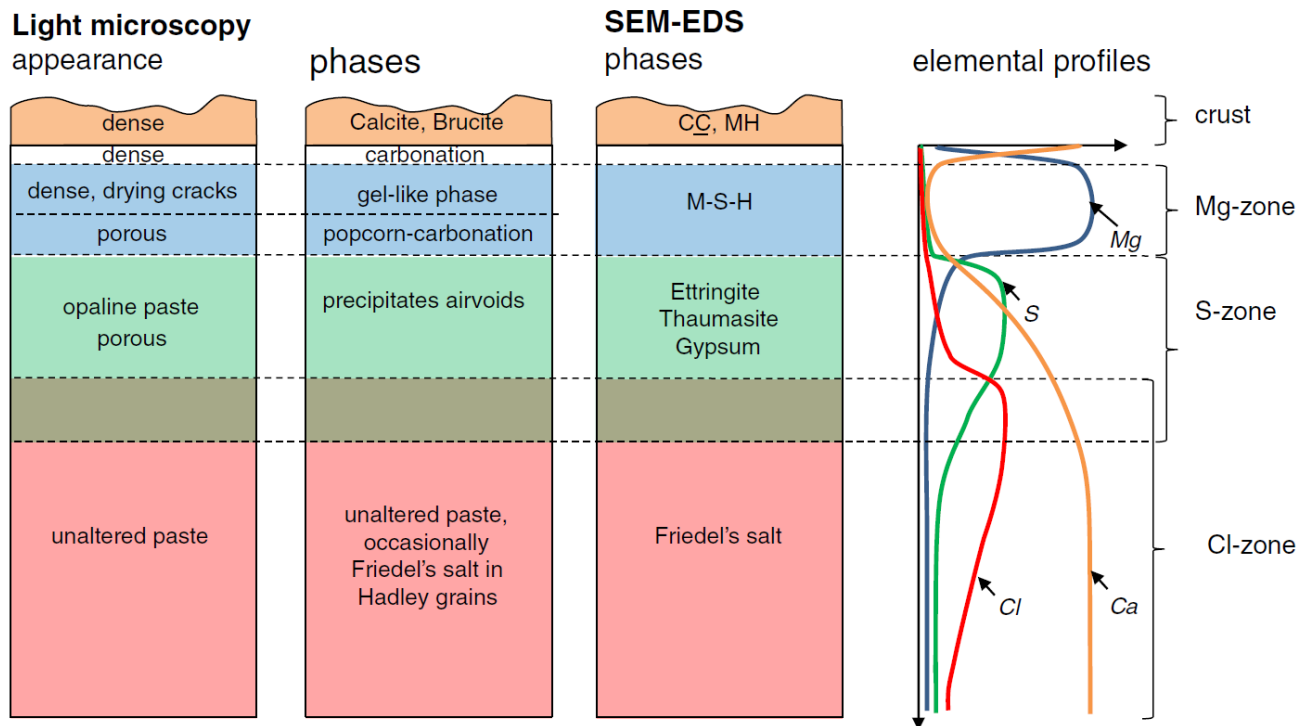 Light microscopy
appearance
phases
SEM-EDS
phases
elemental profiles
dense
Calcite, Brucite
CC, MH
crust
dense
carbonation
dense, drying cracks
gel-like phase
M-S-H
Mg-zone
porous
popcorn-carbonation
Mg
opaline paste
porous
precipitates airvoids
Ettringite
Thaumasite
Gypsum
S
S-zone
unaltered paste
unaltered paste,
occasionally
Friedel's salt in
Hadley grains
Friedel's salt
Cl
Ca
Cl-zone